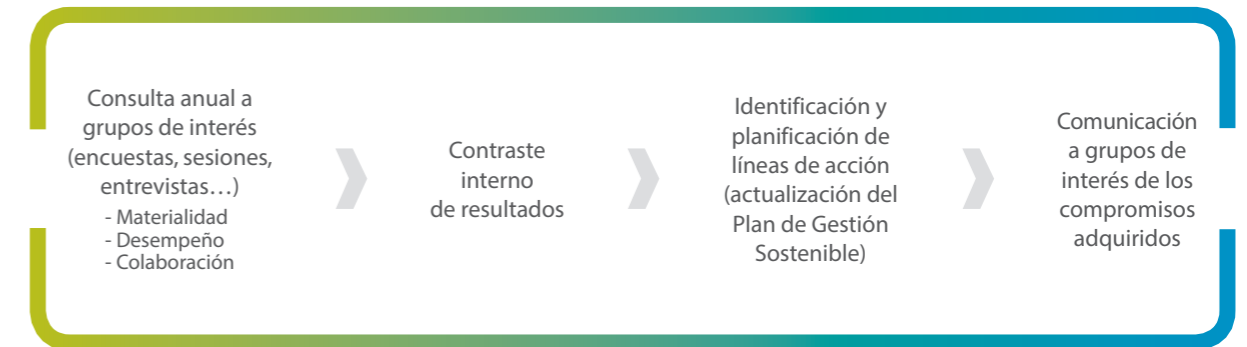 Consulta anual a
grupos de interés
(encuestas, sesiones,
entrevistas…)
- Materialidad
- Desempeño
- Colaboración
Contraste
interno
de resultados
Identificación y
planificación de
líneas de acción
(actualización del
Plan de Gestión
Sostenible)
Comunicación
a grupos de
interés de los
compromisos
adquiridos